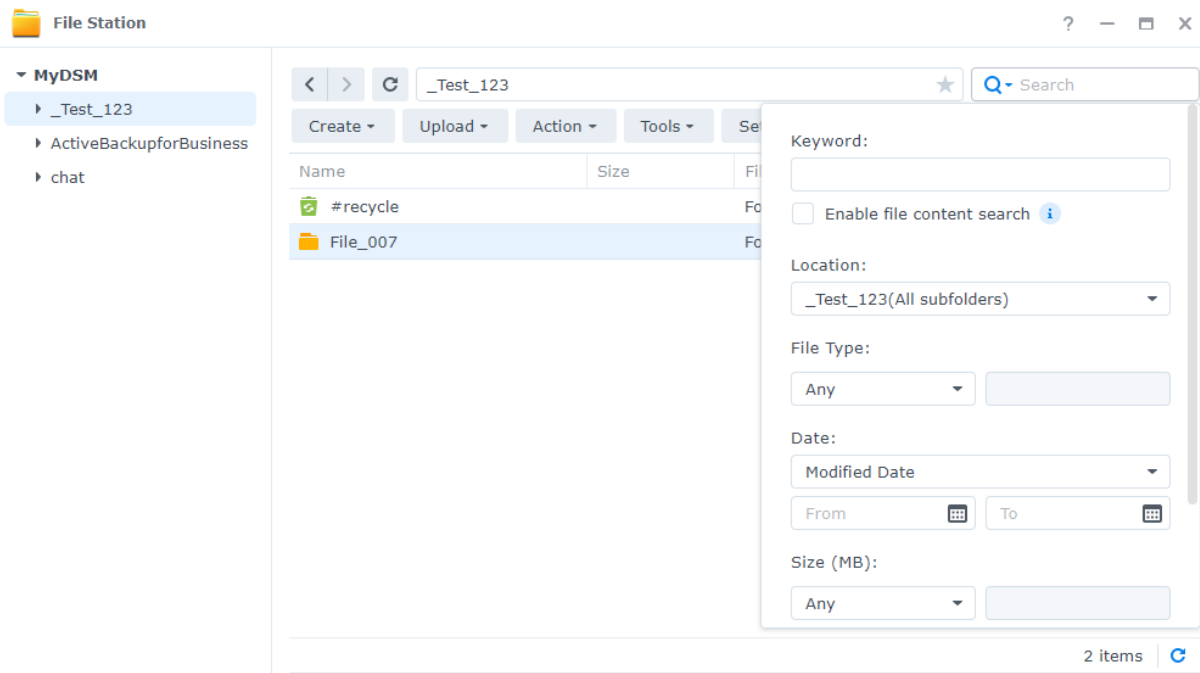 File Station
?
MyDSM
_Test_123
ActiveBackupforBusiness
chat
_Test_123
Search
Create Upload Action Tools
Name Size
#recycle
File_007
Keyword:
Enable file content search i
Location:
_Test_123(All subfolders)
File Type:
Any
Date:
Modified Date
From To
Size (MB):
Any
2 items